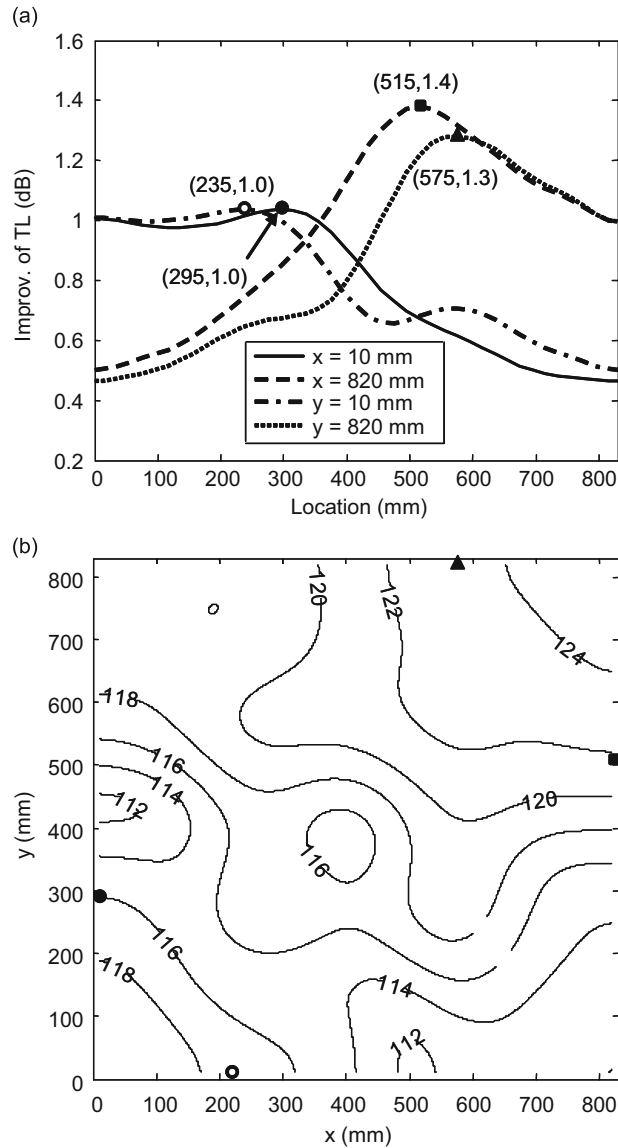 (a)
1.6
1.4
1.2
1
0.8
0.6
0.4
0.2
Improv. of TL (dB)
(515,1.4)
(575,1.3)
(235,1.0)
(295,1.0)
x = 10 mm
x = 820 mm
y = 10 mm
y = 820 mm
0 100 200 300 400 500 600 700 800
Location (mm)
(b)
800
700
600
500
400
300
200
100
0
y (mm)
120
122
124
118
116
114
112
120
116
116
118
114
112
0 100 200 300 400 500 600 700 800
x (mm)